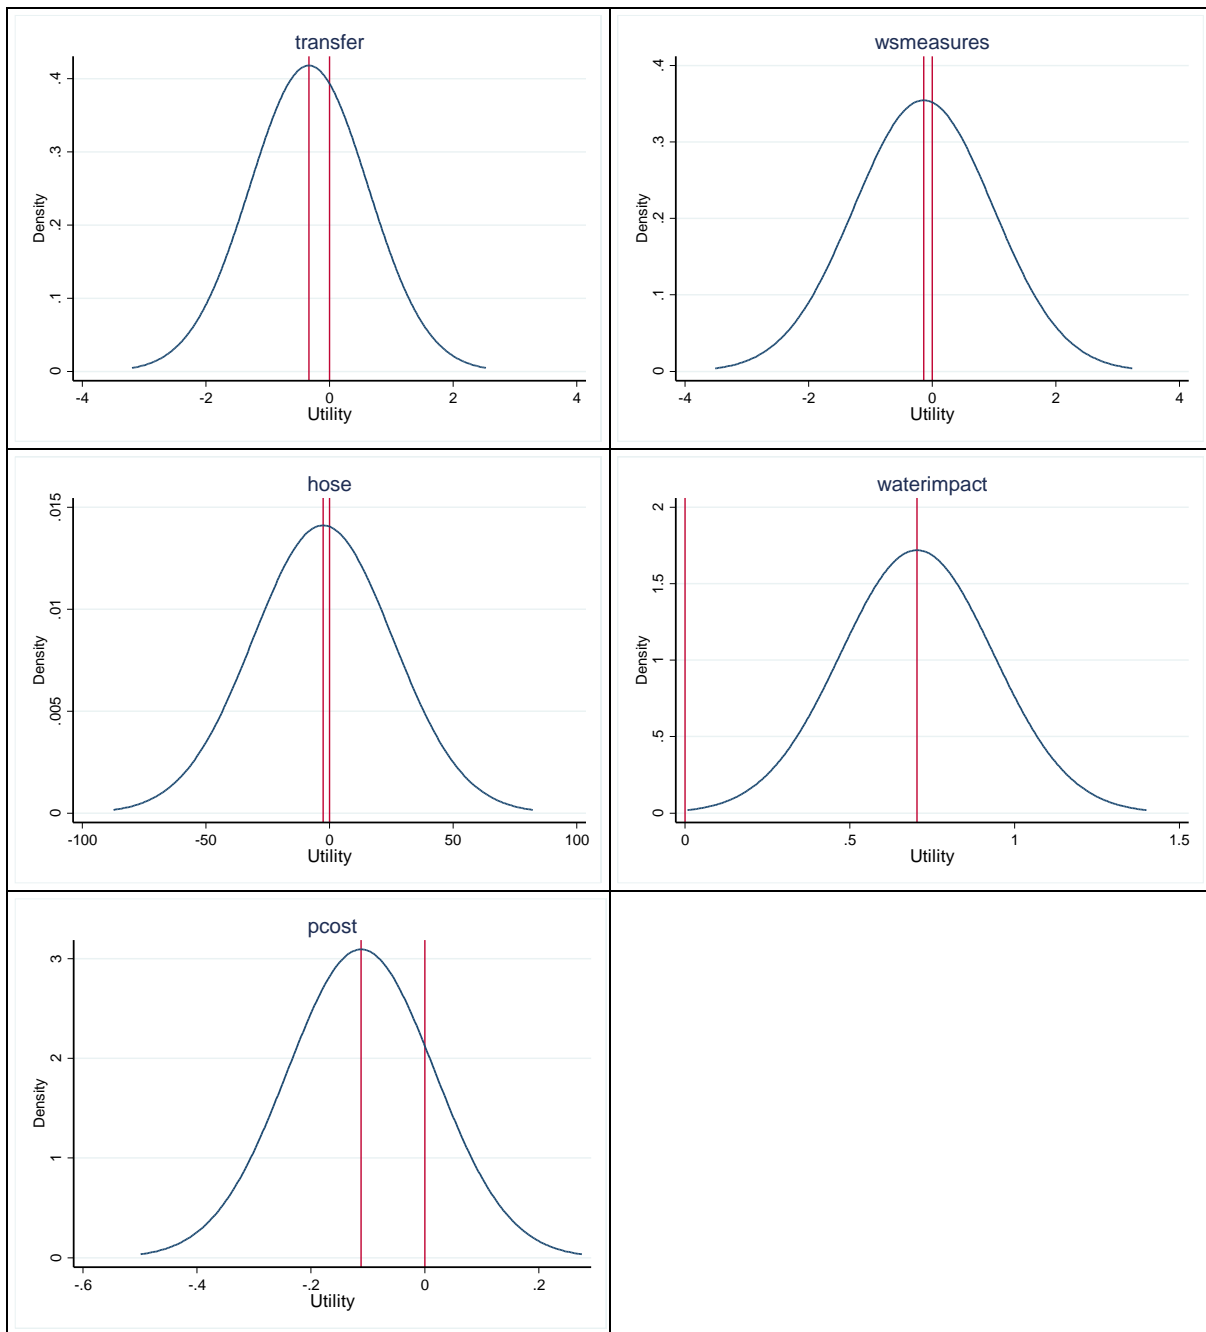 transfer
Density
.4
.3
.2
.1
0
-4 -2 0 2 4
Utility
wsmeasures
Density
.4
.3
.2
.1
0
-4 -2 0 2 4
Utility
hose
Density
.015
.01
.005
0
-100 -50 0 50 100
Utility
waterimpact
Density
2
1.5
1
.5
0
0 .5 1 1.5
Utility
pcost
Density
3
2
1
0
-.6 -.4 -.2 0 .2
Utility